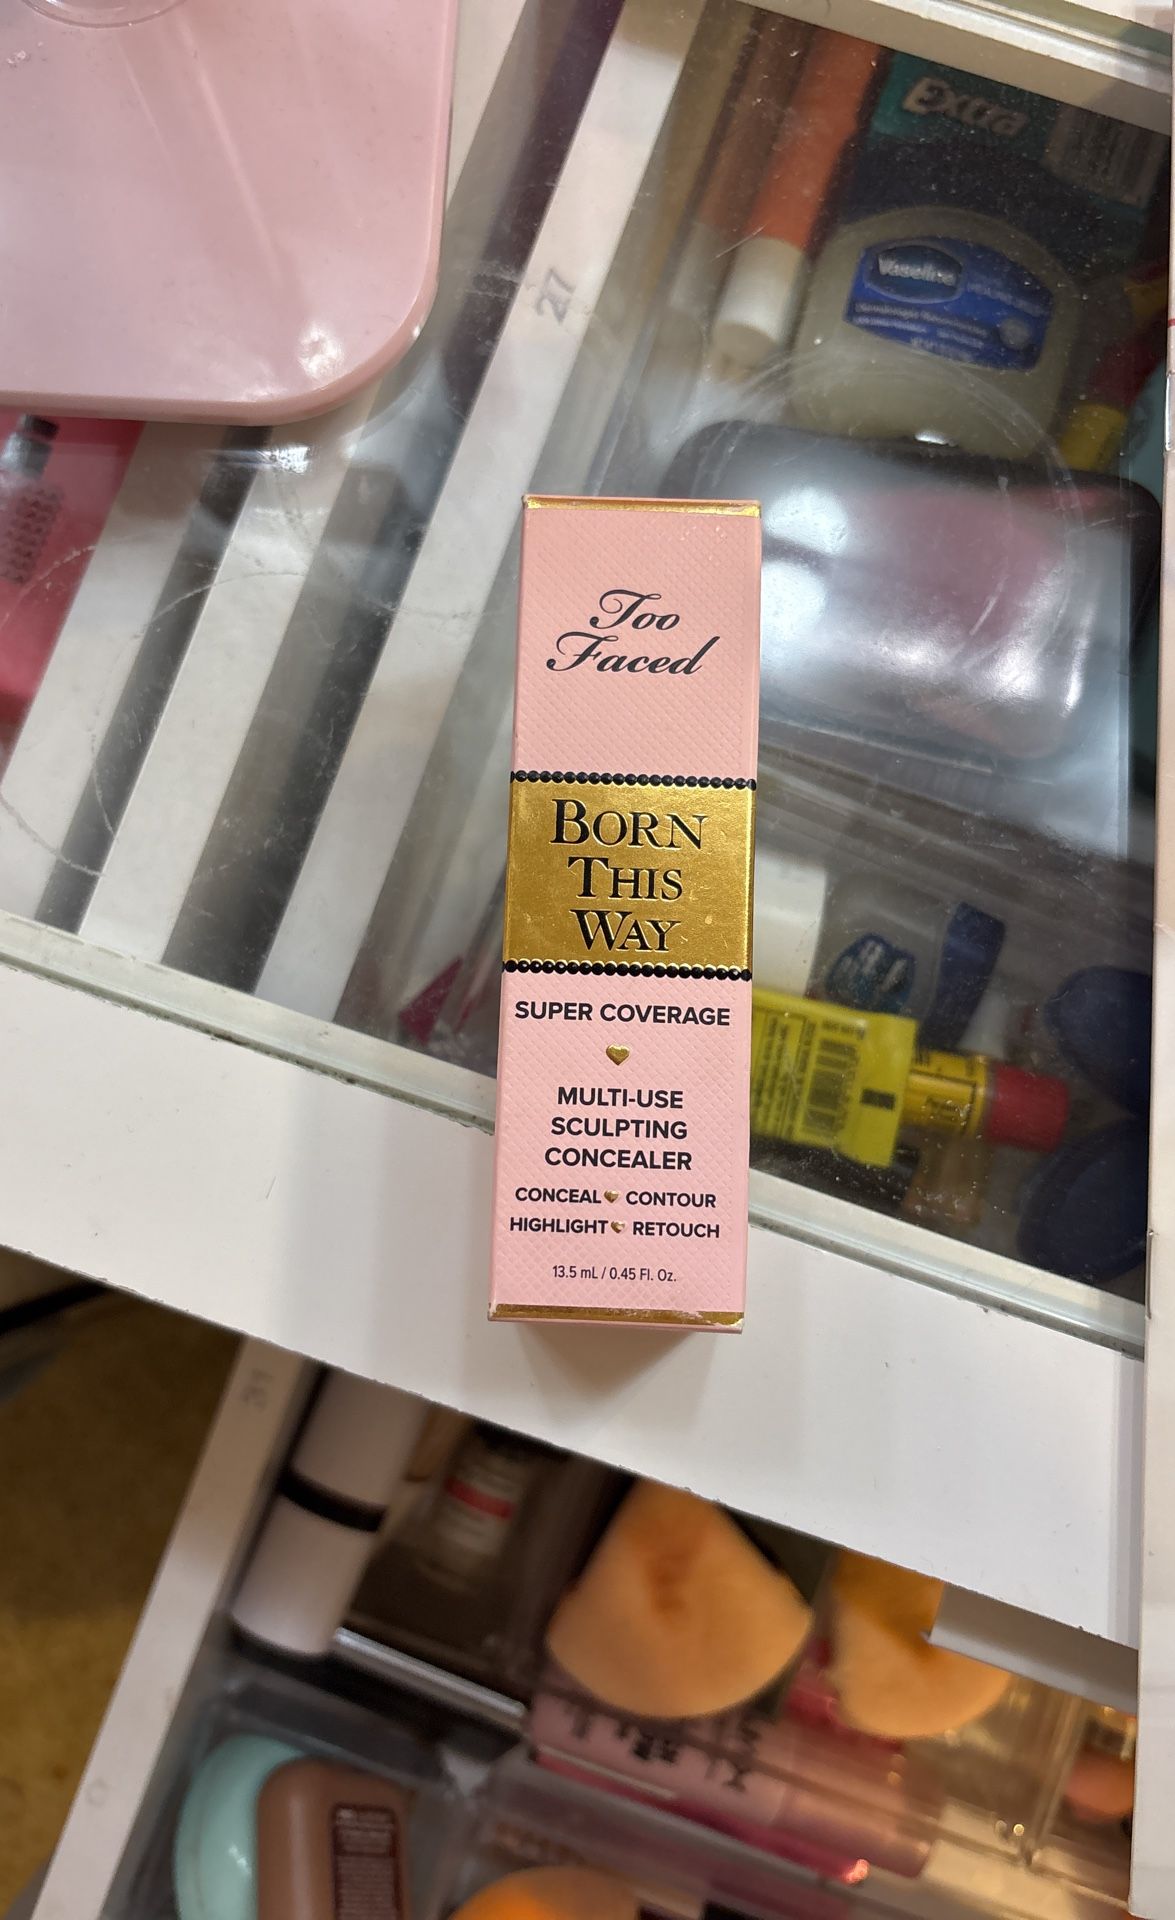 Extra
27
Vaseline
Too
Faced
BORN
THIS
WAY
SUPER COVERAGE
MULTI-USE
SCULPTING
CONCEALER
CONCEAL CONTOUR
HIGHLIGHT RETOUCH
13.5 mL / 0.45 Fl. Oz.